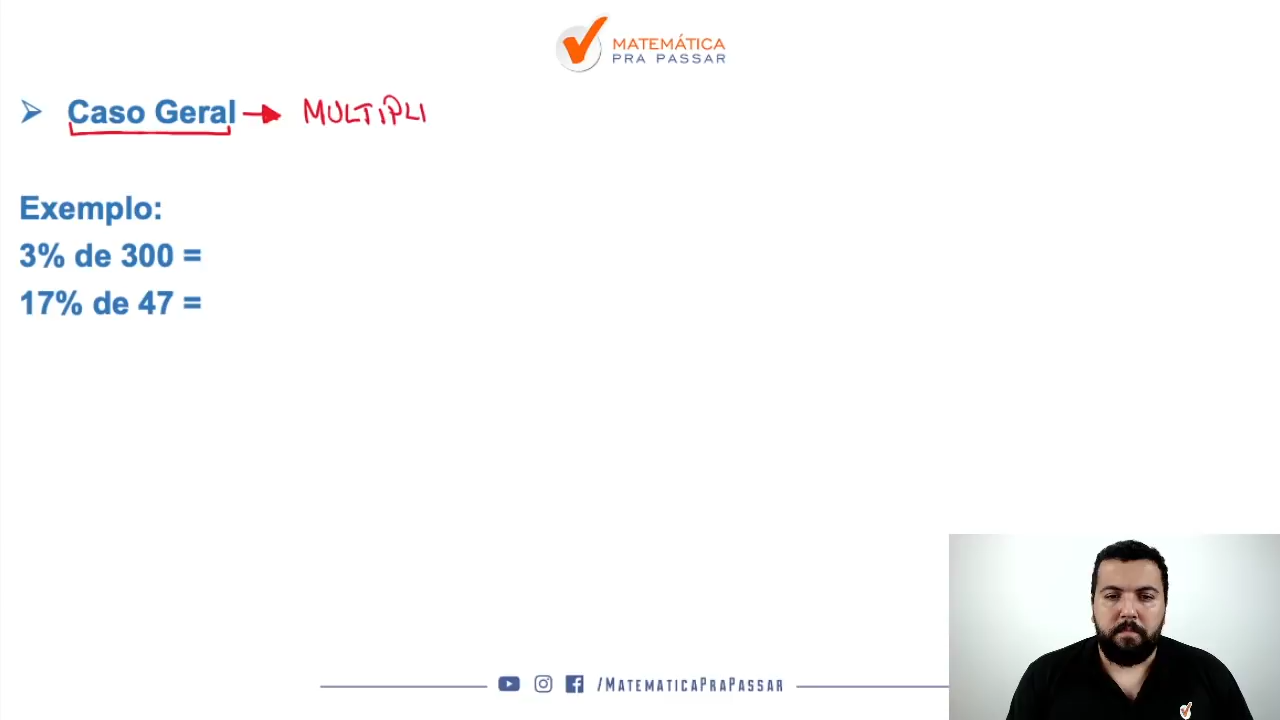 MATEMÁTICA
PRA PASSAR
Caso Geral → MULTIPLI
Exemplo:
3% de 300 =
17% de 47 =
/MATEMATICAPRAPASSAR